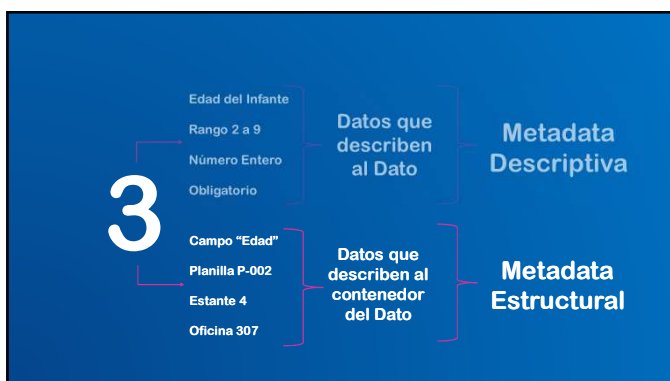 3
Edad del Infante
Rango 2 a 9
Número Entero
Obligatorio
Datos que
describen
al Dato
Metadata
Descriptiva
Campo “Edad”
Planilla P-002
Estante 4
Oficina 307
Datos que
describen al
contenedor
del Dato
Metadata
Estructural